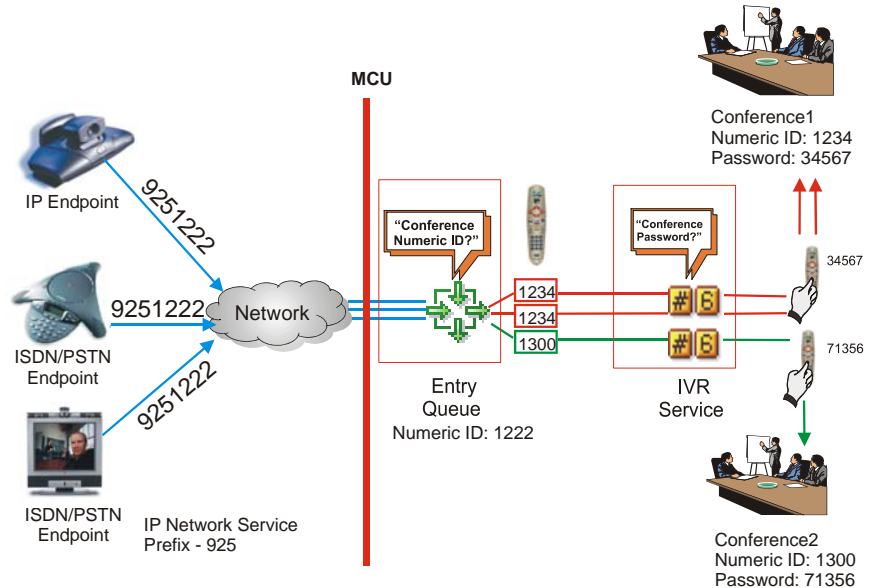 MCU
Conference1
Numeric ID: 1234
Password: 34567
IP Endpoint
9251222
"Conference
Numeric ID?"
"Conference
Password?"
34567
9251222
Network
1234
1234
1300
# 6
# 6
71356
ISDN/PSTN
Endpoint
9251222
Entry
Queue
Numeric ID: 1222
IVR
Service
ISDN/PSTN
Endpoint
IP Network Service
Prefix - 925
Conference2
Numeric ID: 1300
Password: 71356